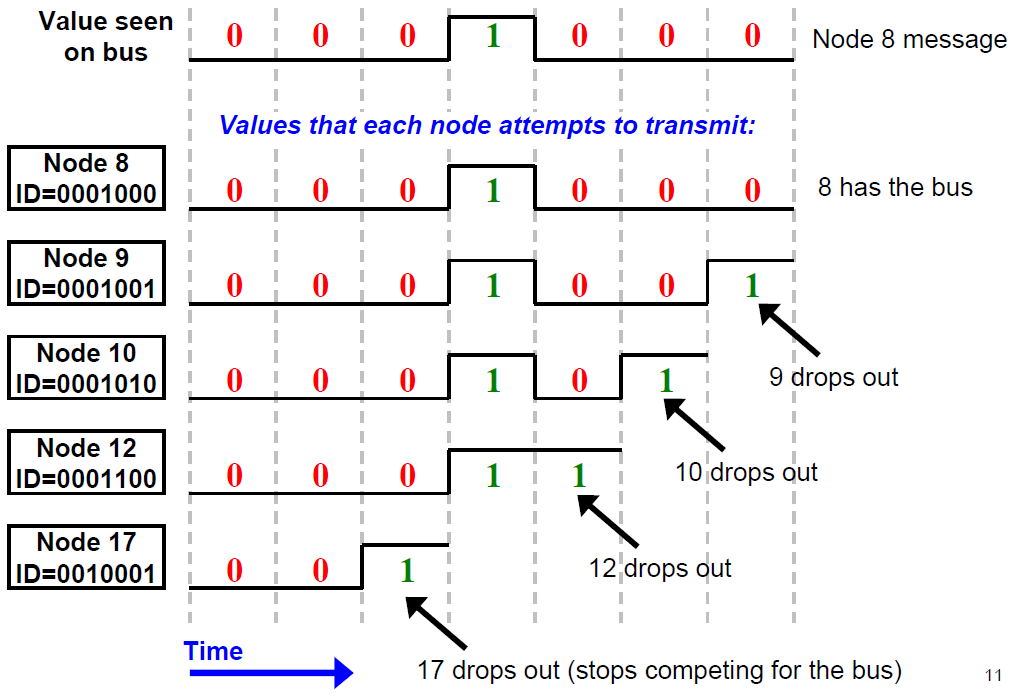 Value seen
on bus
0 0 0 1 0 0 0
Node 8 message
Values that each node attempts to transmit:
Node 8
ID=0001000
0 0 0 1 0 0 0
8 has the bus
Node 9
ID=0001001
0 0 0 1 0 0 1
9 drops out
Node 10
ID=0001010
0 0 0 1 0 1
10 drops out
Node 12
ID=0001100
0 0 0 1 1
12 drops out
Node 17
ID=0010001
0 0 1
17 drops out (stops competing for the bus)
Time
11